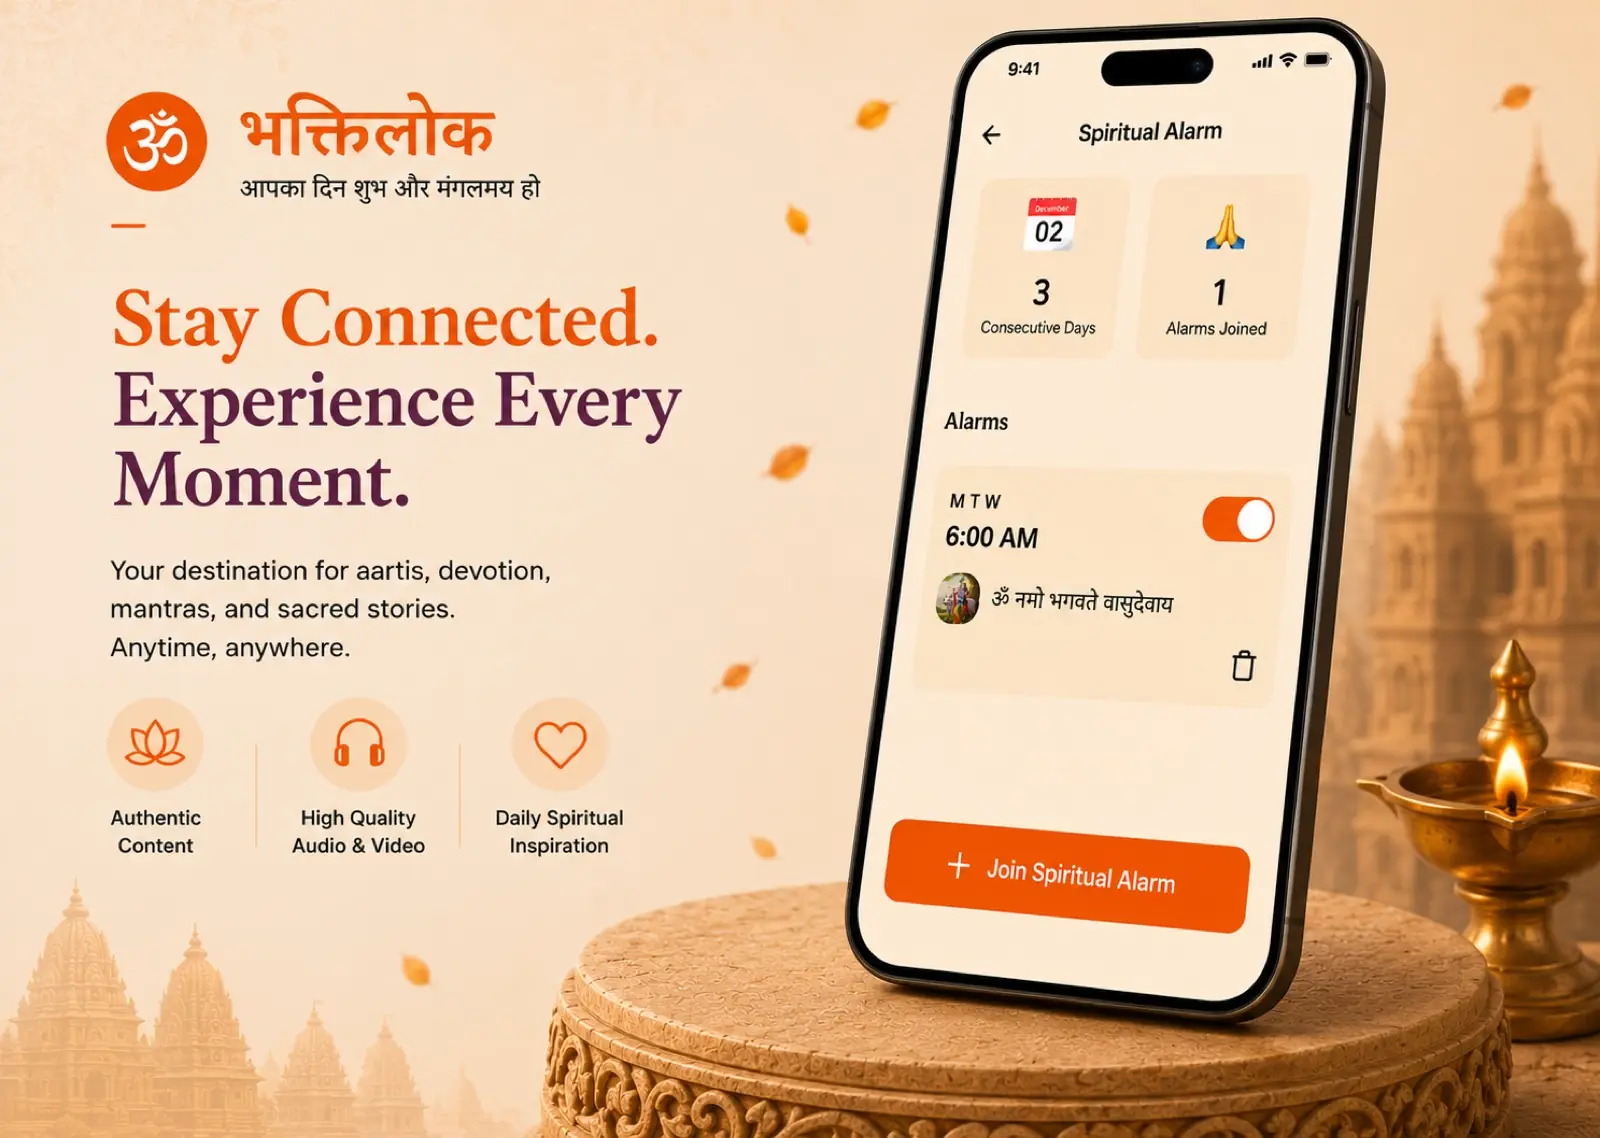 ॐ
भक्तिलोक
आपका दिन शुभ और मंगलमय हो
Stay Connected.
Experience Every
Moment.
Your destination for aartis, devotion,
mantras, and sacred stories.
Anytime, anywhere.
Authentic
Content
High Quality
Audio & Video
Daily Spiritual
Inspiration
9:41
Spiritual Alarm
December
02
3
Consecutive Days
1
Alarms Joined
Alarms
M T W
6:00 AM
ॐ नमो भगवते वासुदेवाय
+ Join Spiritual Alarm